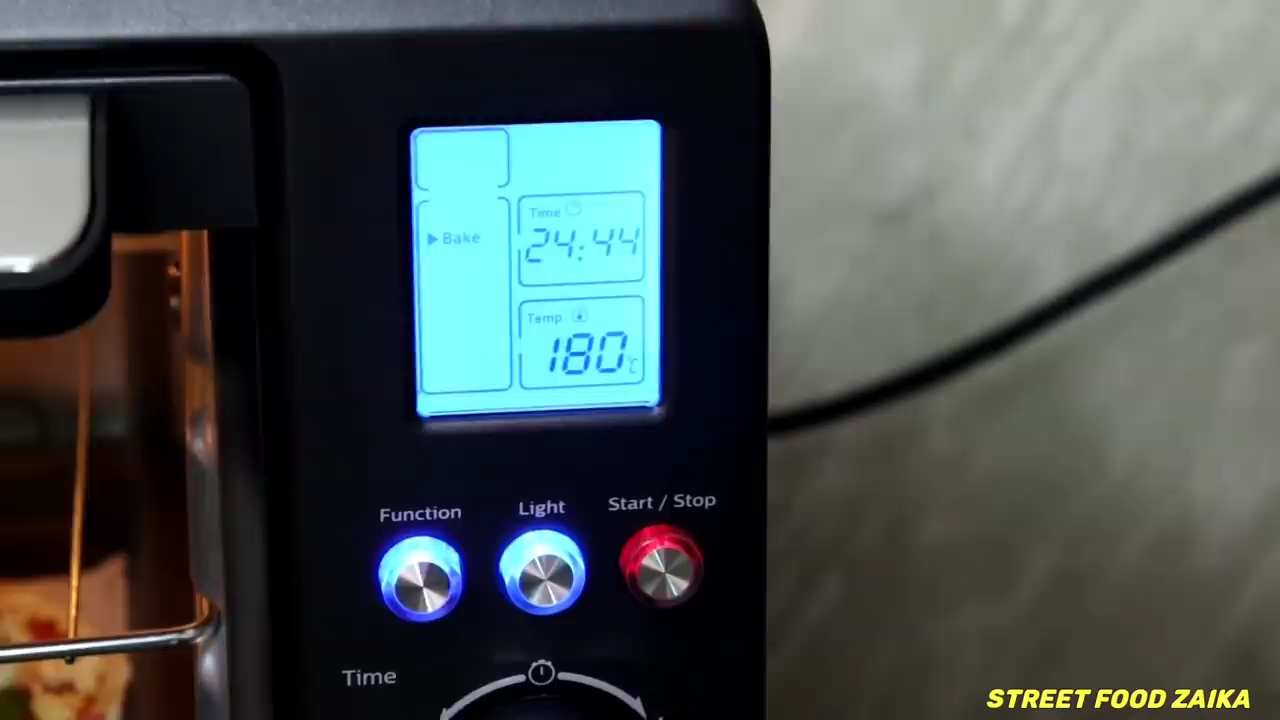 Time
24:44
Bake
Temp.
180°C
Function
Light
Start / Stop
Time
STREET FOOD ZAIKA